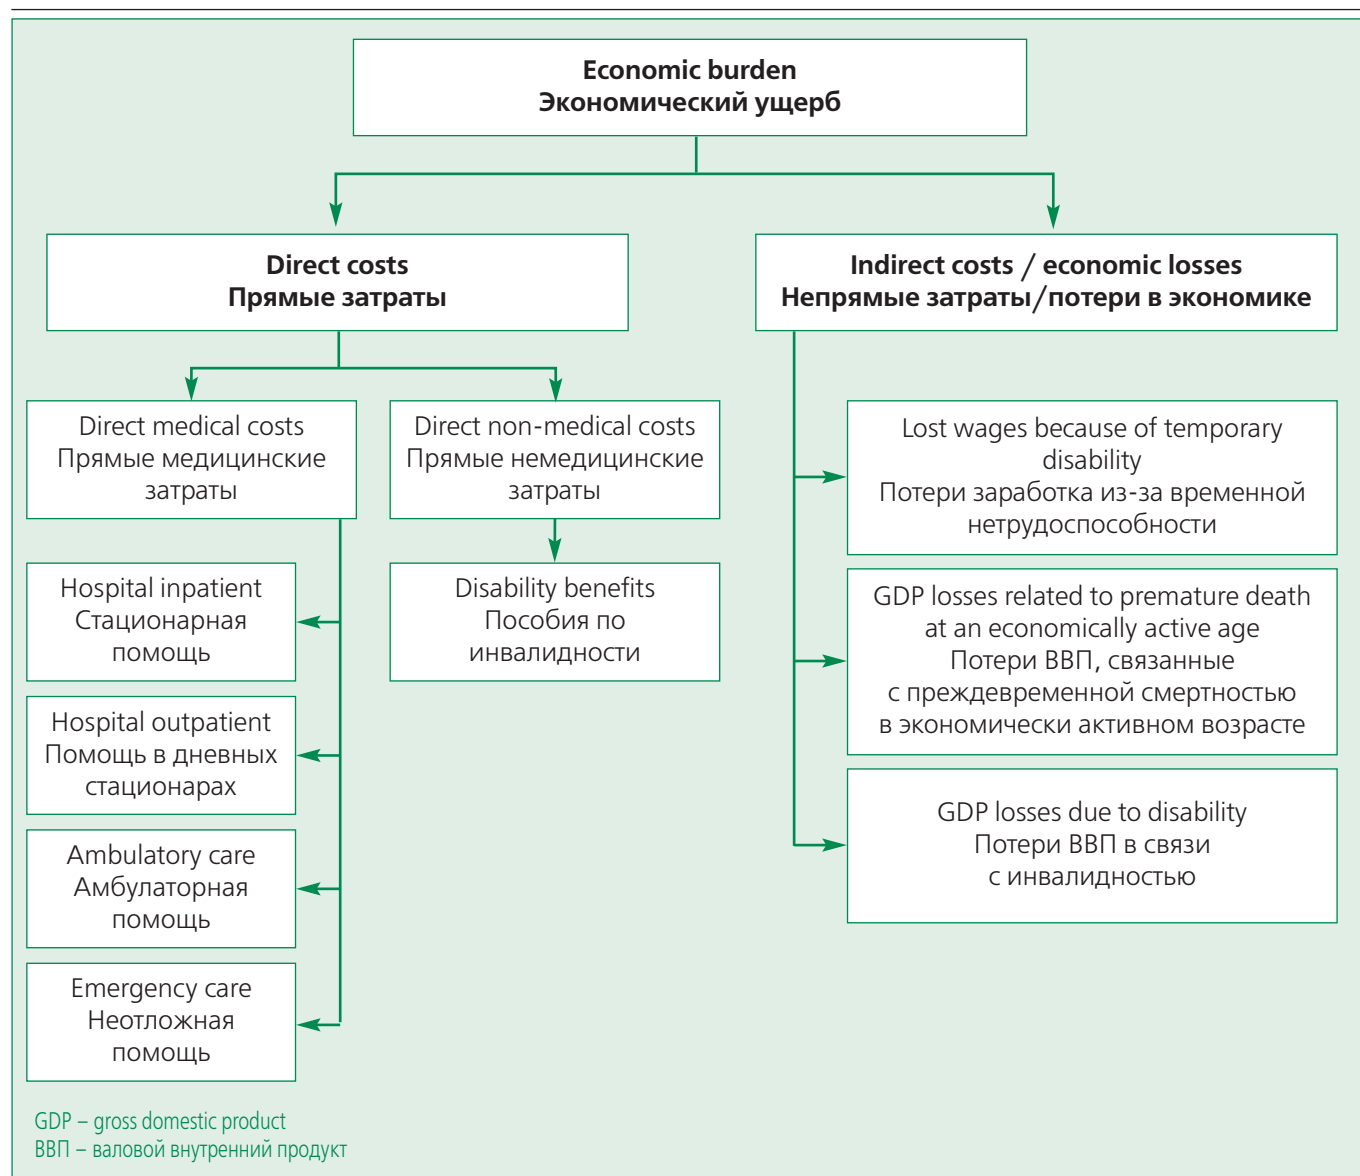 Economic burden
Экономический ущерб
Direct costs
Прямые затраты
Indirect costs / economic losses
Непрямые затраты/потери в экономике
Direct medical costs
Прямые медицинские
затраты
Direct non-medical costs
Прямые немедицинские
затраты
Hospital inpatient
Стационарная
помощь
Hospital outpatient
Помощь в дневных
стационарах
Ambulatory care
Амбулаторная
помощь
Emergency care
Неотложная
помощь
Disability benefits
Пособия по
инвалидности
Lost wages because of temporary
disability
Потери заработка из-за временной
нетрудоспособности
GDP losses related to premature death
at an economically active age
Потери ВВП, связанные
с преждевременной смертностью
в экономически активном возрасте
GDP losses due to disability
Потери ВВП в связи
с инвалидностью
GDP – gross domestic product
ВВП – валовой внутренний продукт